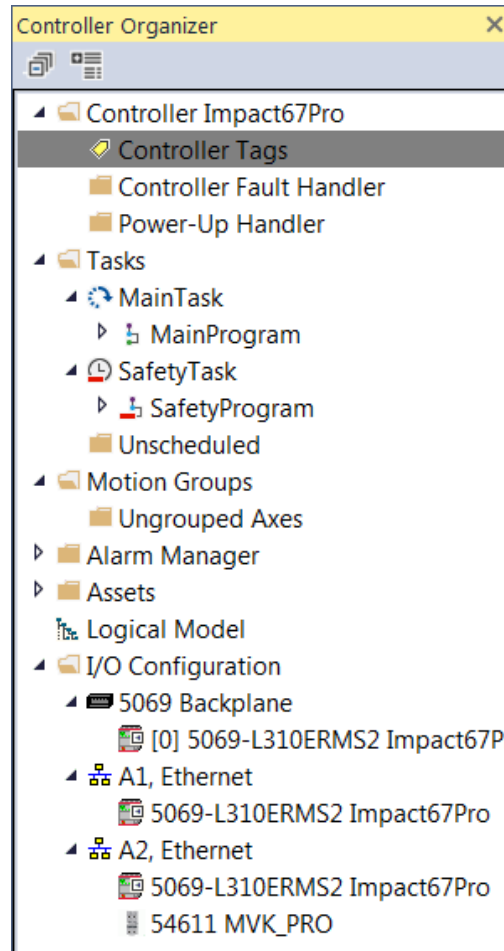 Controller Organizer
Controller Impact67Pro
Controller Tags
Controller Fault Handler
Power-Up Handler
Tasks
MainTask
MainProgram
SafetyTask
SafetyProgram
Unscheduled
Motion Groups
Ungrouped Axes
Alarm Manager
Assets
Logical Model
I/O Configuration
5069 Backplane
[0] 5069-L310ERMS2 Impact67P
A1, Ethernet
5069-L310ERMS2 Impact67Pro
A2, Ethernet
5069-L310ERMS2 Impact67Pro
54611 MVK_PRO